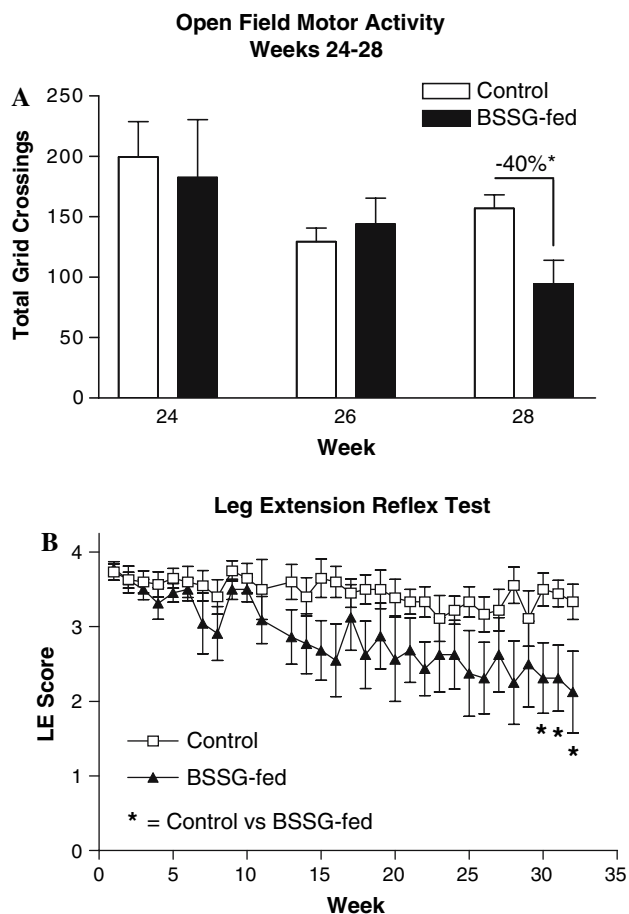 Open Field Motor Activity
Weeks 24-28
A
Control
BSSG-fed
250
200
150
100
50
0
Total Grid Crossings
-40%*
24 26 28
Week
Leg Extension Reflex Test
B
4
3
2
1
0
LE Score
Control
BSSG-fed
* = Control vs BSSG-fed
* * *
0 5 10 15 20 25 30 35
Week